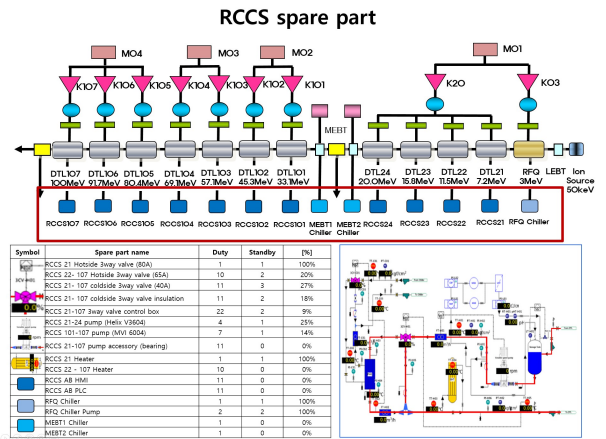 RCCS spare part
MO4
MO3
MO2
MO1
K107
K106
K105
K104
K103
K102
K101
K20
KO3
MEBT
DTL107
100MeV
DTL106
91.7MeV
DTL105
80.4MeV
DTL104
69.1MeV
DTL103
57.1MeV
DTL102
45.3MeV
DTL101
33.1MeV
DTL24
20.0MeV
DTL23
15.8MeV
DTL22
11.5MeV
DTL21
7.2MeV
RFQ
3MeV
LEBT
Ion
Source
50keV
RCCS107
RCCS106
RCCS105
RCCS104
RCCS103
RCCS102
RCCS101
MEBT1
Chiller
MEBT2
Chiller
RCCS24
RCCS23
RCCS22
RCCS21
RFQ Chiller
Symbol Spare part name Duty Standby [%]
RCCS 21 Hotside 3way valve (80A) 1 1 100%
RCCS 22- 107 Hotside 3way valve (65A) 10 2 20%
RCCS 21- 107 coldside 3way valve (40A) 11 3 27%
RCCS 21- 107 coldside 3way valve insulation 11 2 18%
RCCS 21-107 3way valve control box 22 2 9%
RCCS 21-24 pump (Helix V3604) 4 1 25%
RCCS 101-107 pump (MVI 6004) 7 1 14%
RCCS 21-107 pump accessory (bearing) 11 0 0%
RCCS 21 Heater 1 1 100%
RCCS 22 - 107 Heater 10 0 0%
RCCS AB HMI 11 0 0%
RCCS AB PLC 11 0 0%
RFQ Chiller 1 1 100%
RFQ Chiller Pump 2 2 100%
MEBT1 Chiller 1 0 0%
MEBT2 Chiller 1 0 0%